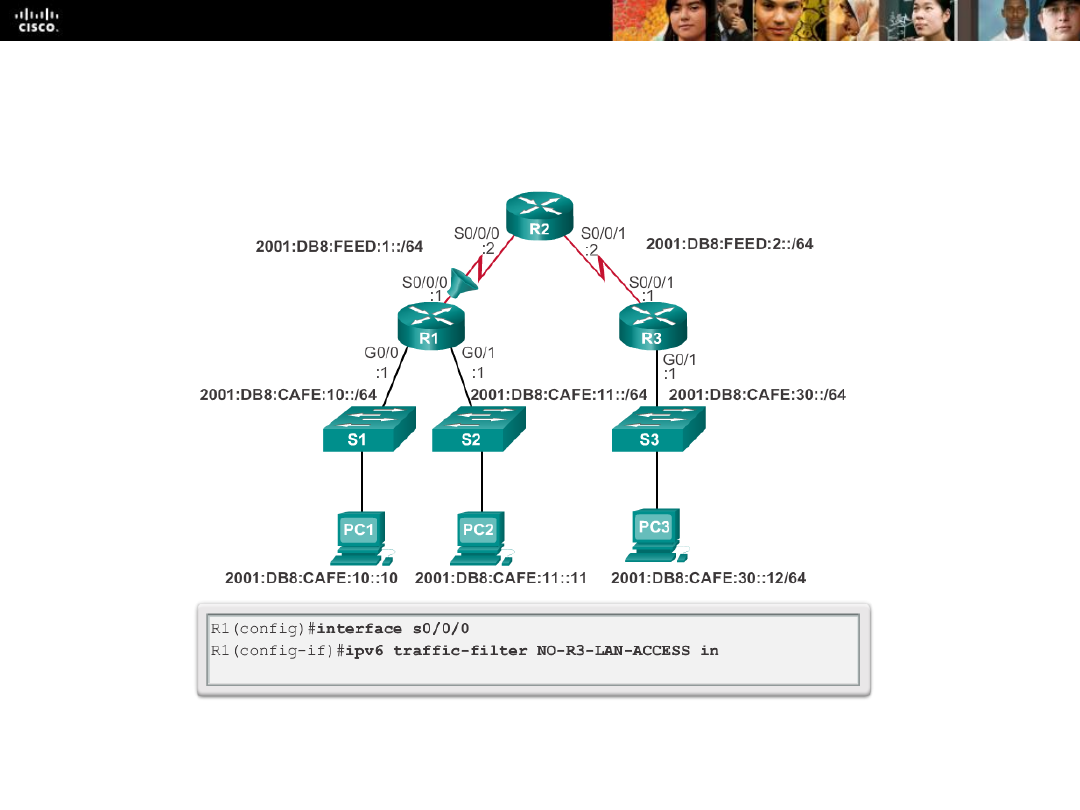 CISCO.
R2
S0/0/0
:2
S0/0/1
:2
2001:DB8:FEED:1::/64
2001:DB8:FEED:2::/64
S0/0/0
:1
S0/0/1
:1
R1
R3
G0/0
:1
G0/1
:1
G0/1
:1
2001:DB8:CAFE:10::/64
2001:DB8:CAFE:11::/64
2001:DB8:CAFE:30::/64
S1
S2
S3
PC1
PC2
PC3
2001:DB8:CAFE:10::10
2001:DB8:CAFE:11::11
2001:DB8:CAFE:30::12/64
R1(config)#interface s0/0/0
R1(config-if)#ipv6 traffic-filter NO-R3-LAN-ACCESS in